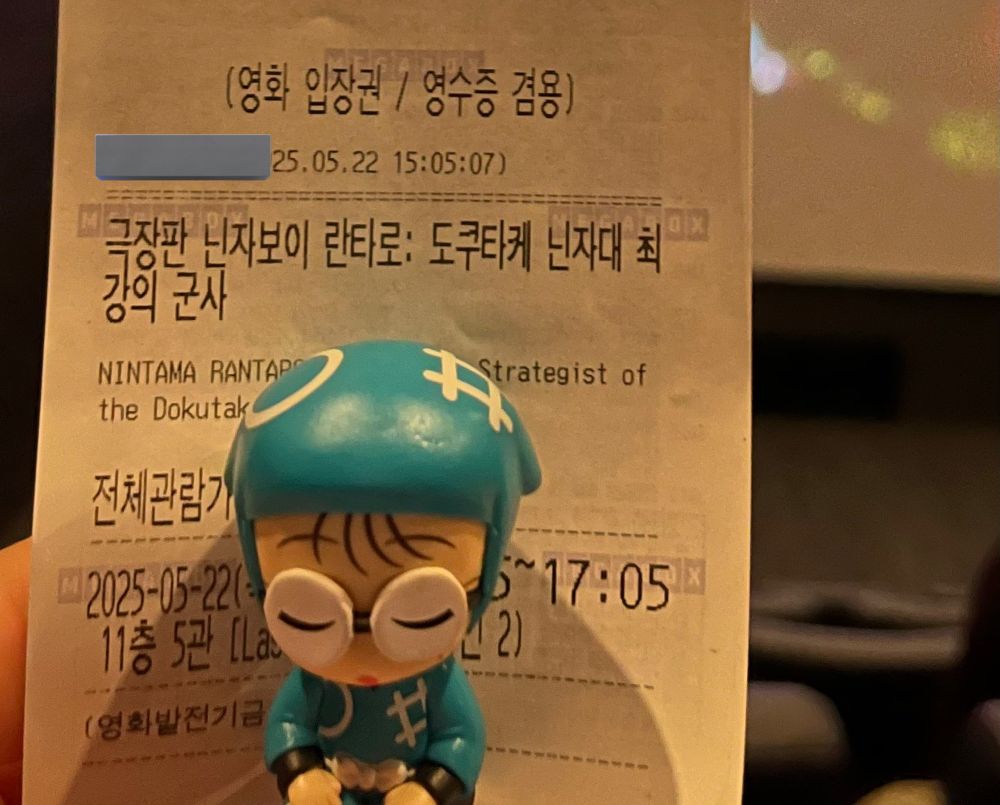 (영화 입장권 / 영수증 겸용)
25.05.22 15:05:07)
극장판 닌자보이 란타로: 도쿠타케 닌자대 최
강의 군사
NINTAMA Strategist of
the
전체관람가
2025-05-22( ~17:05
11층 5관 2)
(영화발전기금